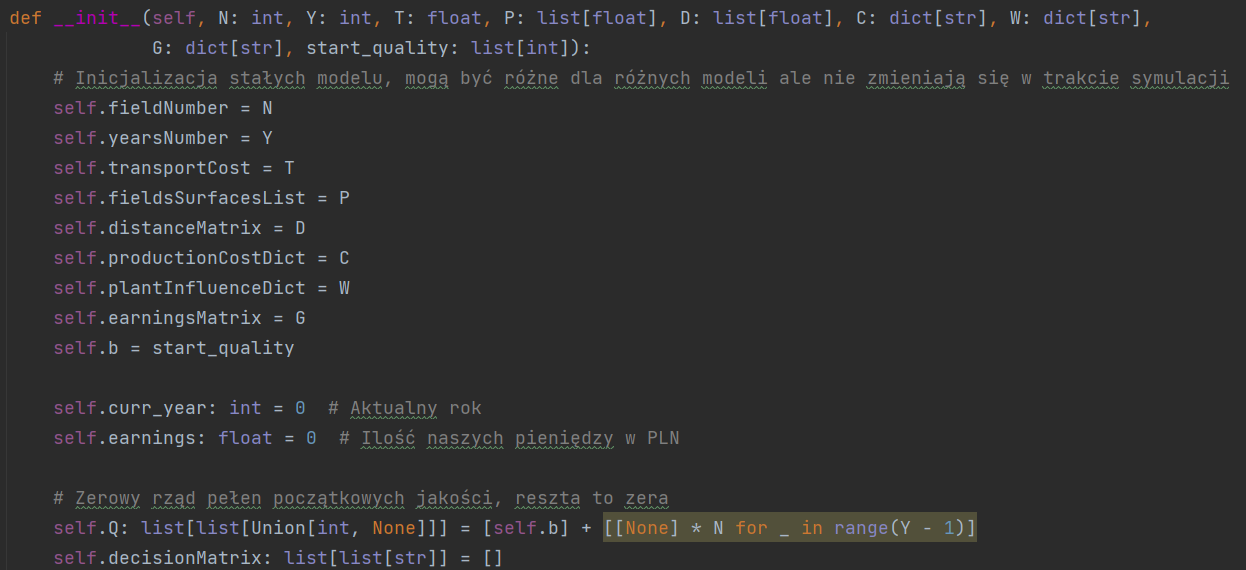 def __init__(self, N: int, Y: int, T: float, P: list[float], D: list[float], C: dict[str], W: dict[str],
             G: dict[str], start_quality: list[int]):
    # Inicjalizacja stałych modelu, mogą być różne dla różnych modeli ale nie zmieniają się w trakcie symulacji
    self.fieldNumber = N
    self.yearsNumber = Y
    self.transportCost = T
    self.fieldsSurfacesList = P
    self.distanceMatrix = D
    self.productionCostDict = C
    self.plantInfluenceDict = W
    self.earningsMatrix = G
    self.b = start_quality

    self.curr_year: int = 0  # Aktualny rok
    self.earnings: float = 0  # Ilość naszych pieniędzy w PLN

    # Zerowy rząd pełen początkowych jakości, reszta to zera
    self.Q: list[list[Union[int, None]]] = [self.b] + [[None] * N for _ in range(Y - 1)]
    self.decisionMatrix: list[list[str]] = []